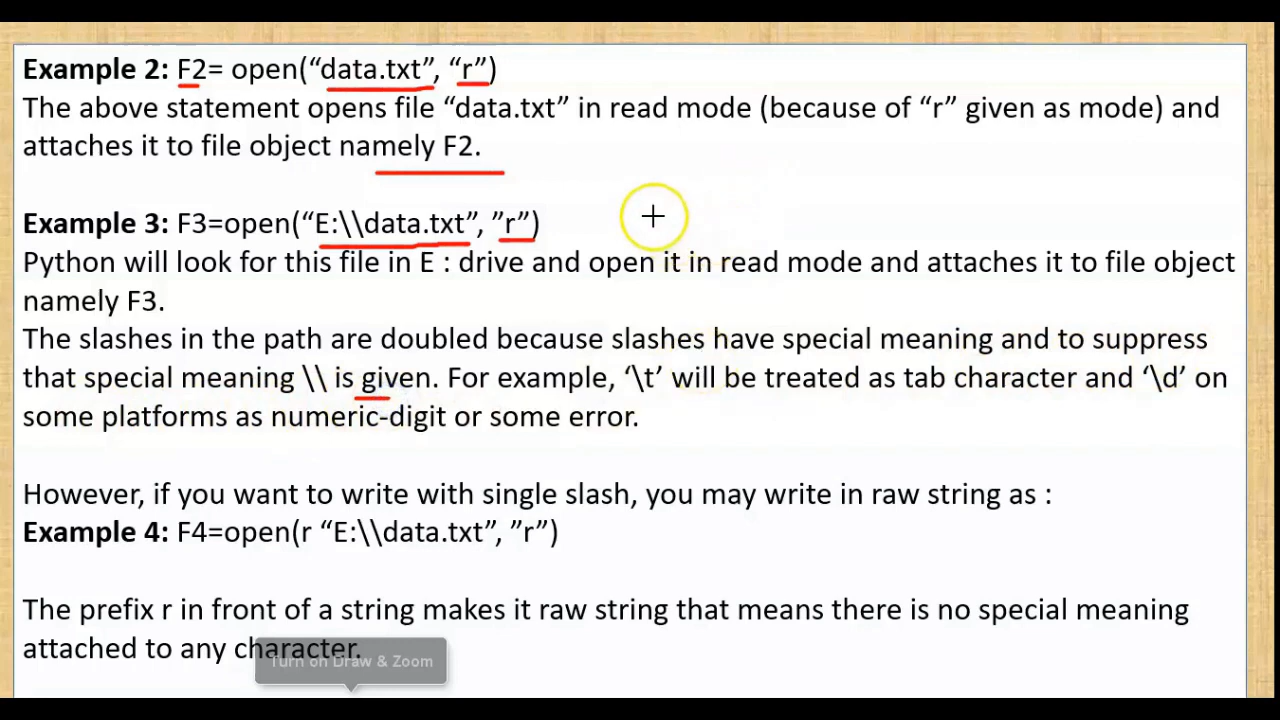 Example 2: F2= open(“data.txt”, “r”)
The above statement opens file “data.txt” in read mode (because of “r” given as mode) and
attaches it to file object namely F2.
Example 3: F3=open(“E:\\data.txt”, ”r”)
Python will look for this file in E : drive and open it in read mode and attaches it to file object
namely F3.
The slashes in the path are doubled because slashes have special meaning and to suppress
that special meaning \\ is given. For example, ‘\t’ will be treated as tab character and ‘\d’ on
some platforms as numeric-digit or some error.
However, if you want to write with single slash, you may write in raw string as :
Example 4: F4=open(r “E:\\data.txt”, ”r”)
The prefix r in front of a string makes it raw string that means there is no special meaning
attached to any character.
Turn on Draw & Zoom